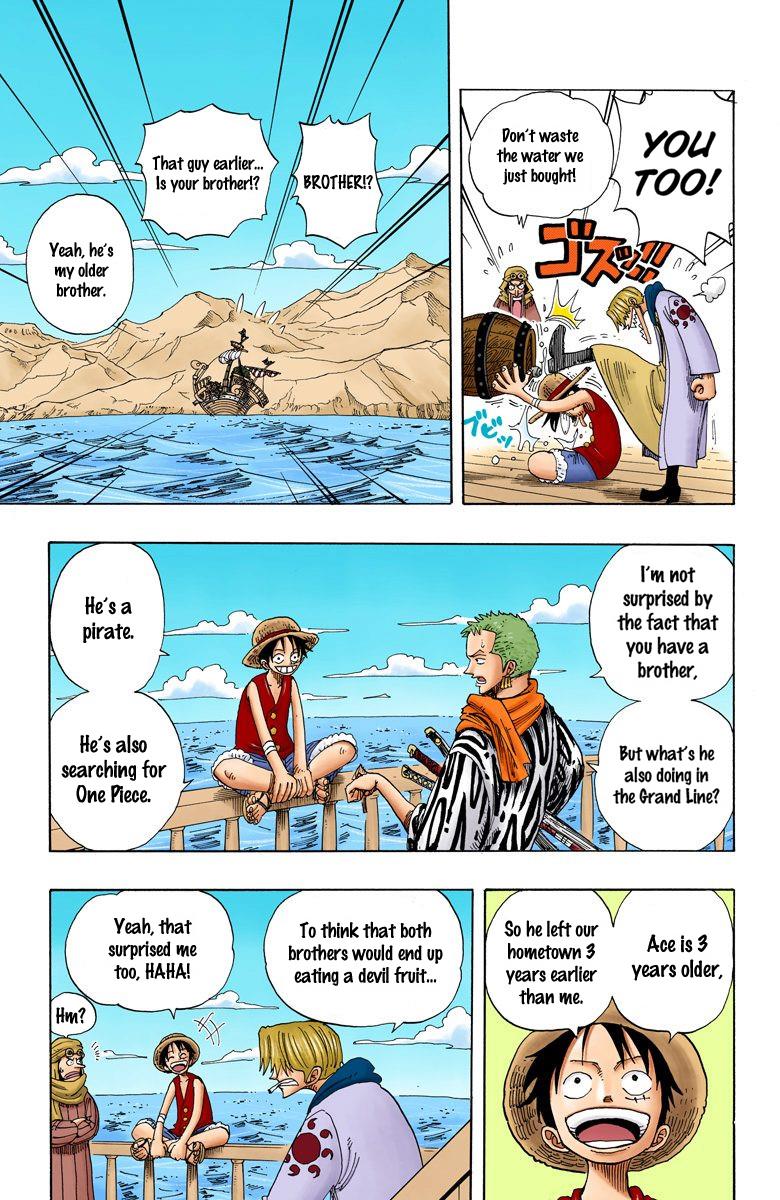 YOU
TOO!
Don't waste
the water we
just bought!
ゴズッ!!
ブビッ
BROTHER!?
That guy earlier...
Is your brother!?
Yeah, he's
my older
brother.
I'm not
surprised by
the fact that
you have a
brother,
But what's he
also doing in
the Grand Line?
He's a
pirate.
He's also
searching for
One Piece.
Ace is 3
years older,
So he left our
hometown 3
years earlier
than me.
To think that both
brothers would end up
eating a devil fruit...
Yeah, that
surprised me
too, HAHA!
Hm?